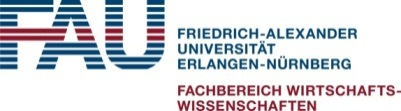 FAU
FRIEDRICH-ALEXANDER
UNIVERSITÄT
ERLANGEN-NÜRNBERG
FACHBEREICH WIRTSCHAFTS-
WISSENSCHAFTEN